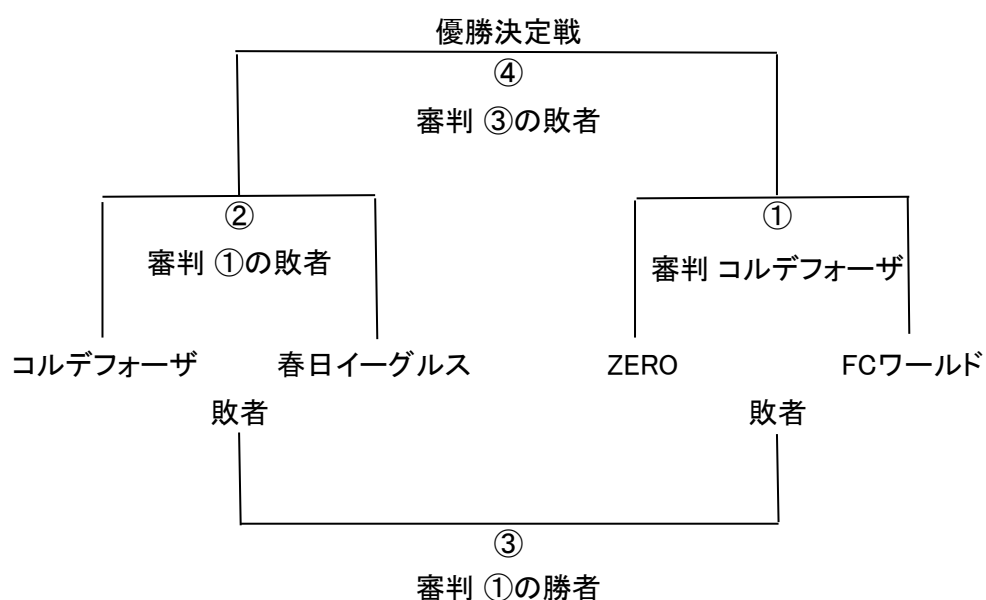 優勝決定戦
④
審判 ③の敗者
② ①
審判 ①の敗者 審判 コルデフォーザ
コルデフォーザ 春日イーグルス ZERO FCワールド
敗者 敗者
③
審判 ①の勝者